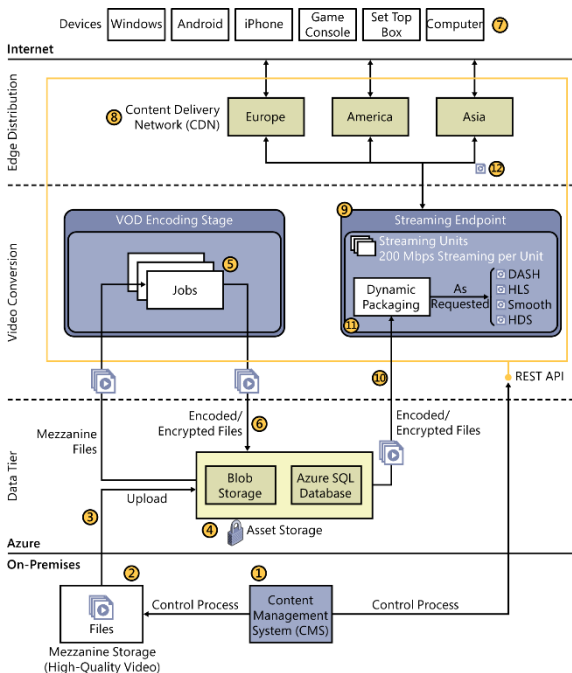 Devices
Windows
Android
iPhone
Game
Console
Set Top
Box
Computer
7
Internet
Edge Distribution
8
Content Delivery
Network (CDN)
Europe
America
Asia
12
Video Conversion
VOD Encoding Stage
5
Jobs
9
Streaming Endpoint
Streaming Units
200 Mbps Streaming per Unit
Dynamic
Packaging
As
Requested
DASH
HLS
Smooth
HDS
11
10
REST API
Data Tier
Mezzanine
Files
Encoded/
Encrypted Files
6
Encoded/
Encrypted Files
Blob
Storage
Azure SQL
Database
Upload
3
4
Asset Storage
Azure
On-Premises
2
1
Files
Control Process
Content
Management
System (CMS)
Control Process
Mezzanine Storage
(High-Quality Video)